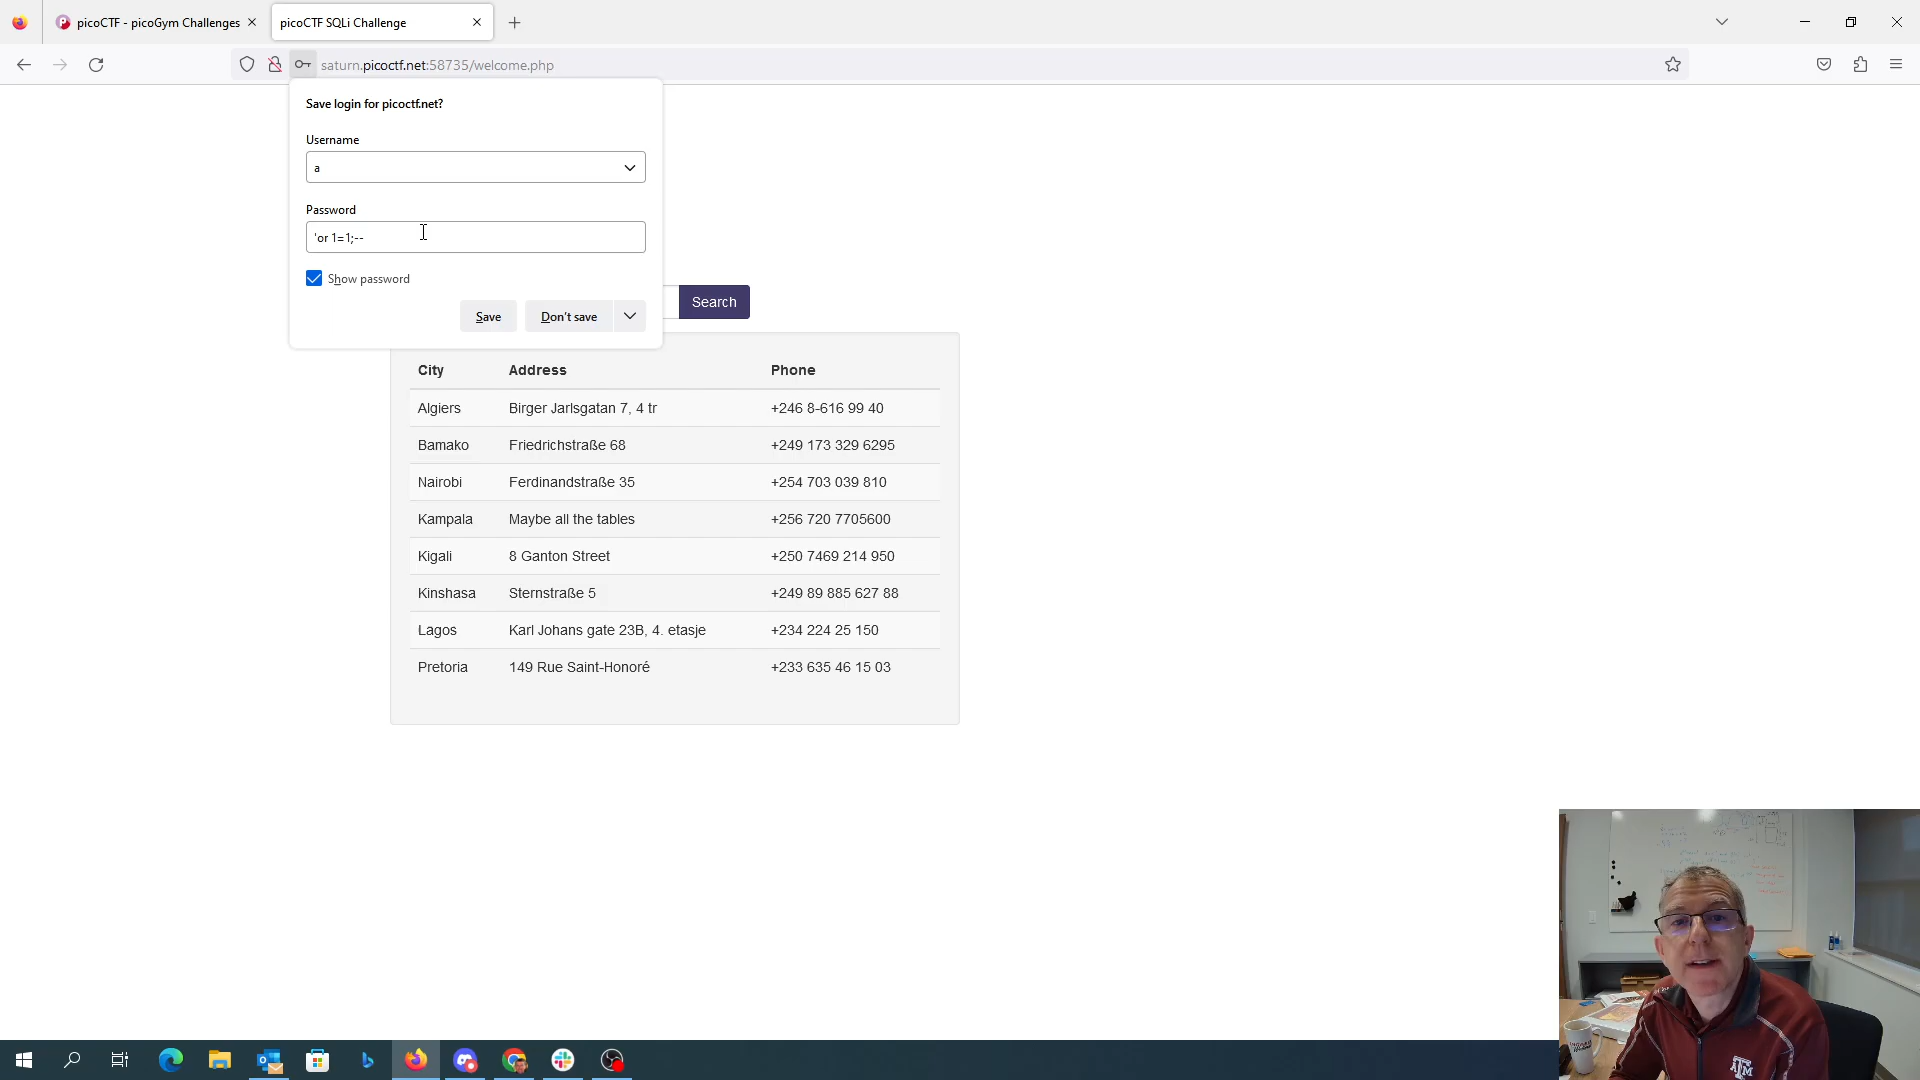 picoCTF - picoGym Challenges
picoCTF SQLi Challenge
saturn.picoctf.net:58735/welcome.php
Save login for picoctf.net?
Username
a
Password
'or 1=1;--
Show password
Save
Don't save
Search
City Address Phone
Algiers Birger Jarlsgatan 7, 4 tr +246 8-616 99 40
Bamako Friedrichstraße 68 +249 173 329 6295
Nairobi Ferdinandstraße 35 +254 703 039 810
Kampala Maybe all the tables +256 720 7705600
Kigali 8 Ganton Street +250 7469 214 950
Kinshasa Sternstraße 5 +249 89 885 627 88
Lagos Karl Johans gate 23B, 4. etasje +234 224 25 150
Pretoria 149 Rue Saint-Honoré +233 635 46 15 03
ATM